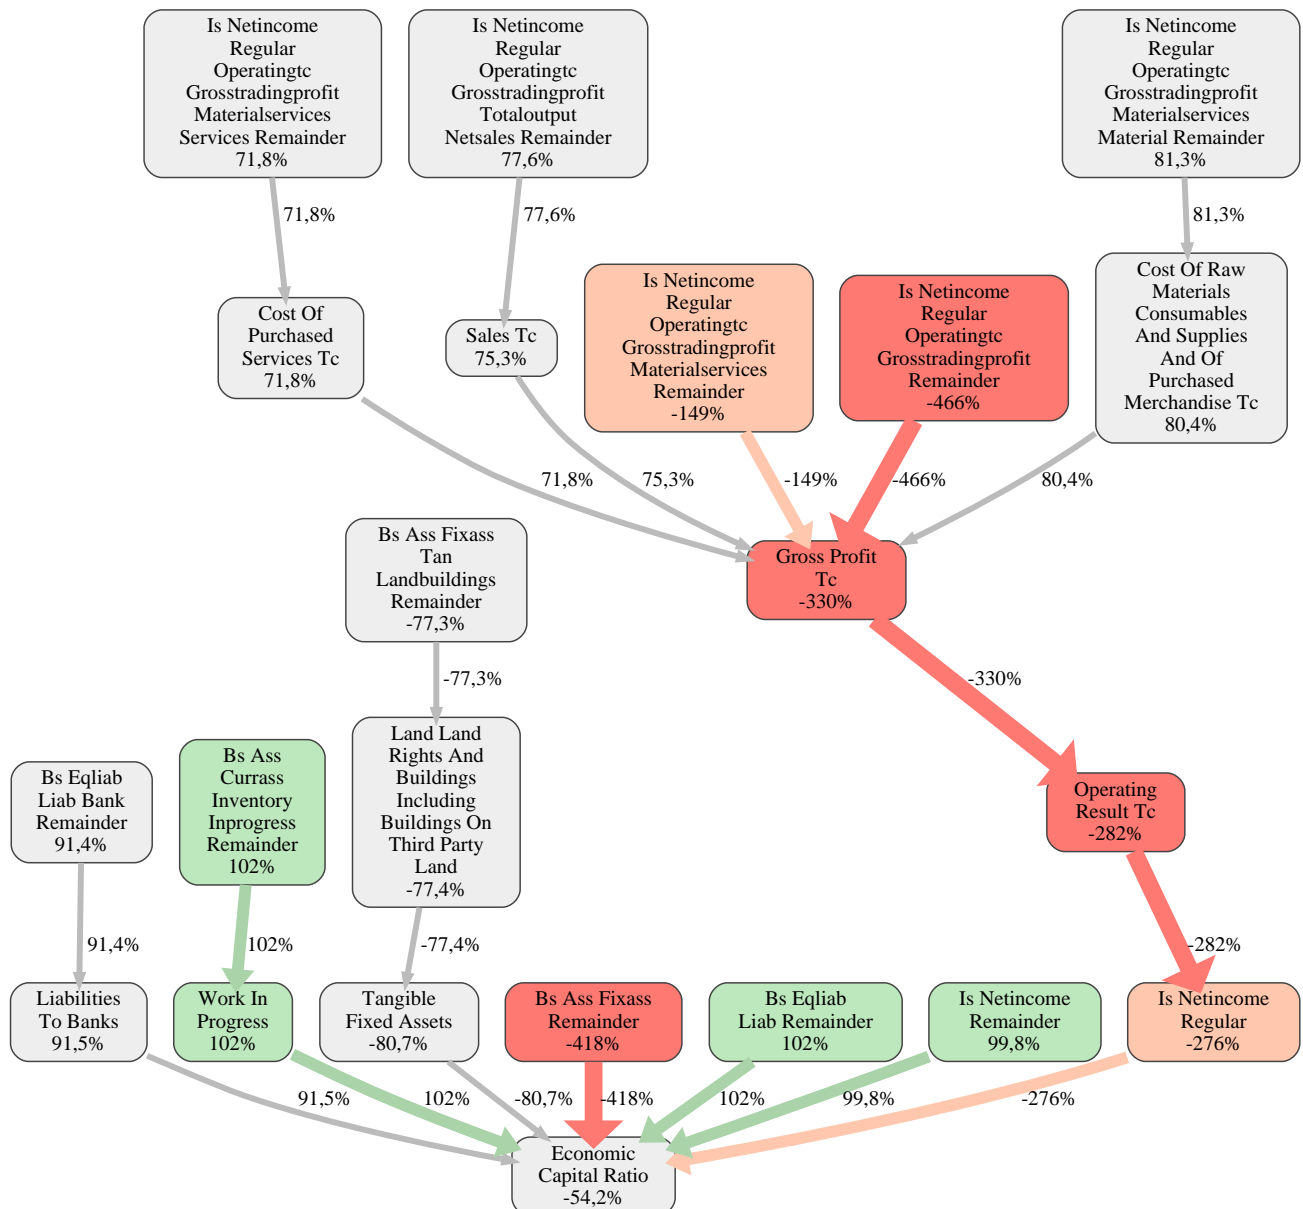 Is Netincome
Regular
Operatingtc
Grosstradingprofit
Materialservices
Services Remainder
71,8%
Is Netincome
Regular
Operatingtc
Grosstradingprofit
Totaloutput
Netsales Remainder
77,6%
Is Netincome
Regular
Operatingtc
Grosstradingprofit
Materialservices
Material Remainder
81,3%
71,8%
77,6%
81,3%
Cost Of
Purchased
Services Tc
71,8%
Sales Tc
75,3%
Is Netincome
Regular
Operatingtc
Grosstradingprofit
Materialservices
Remainder
-149%
Is Netincome
Regular
Operatingtc
Grosstradingprofit
Remainder
-466%
Cost Of Raw
Materials
Consumables
And Supplies
And Of
Purchased
Merchandise Tc
80,4%
71,8%
75,3%
-149%
-466%
80,4%
Bs Ass Fixass
Tan
Landbuildings
Remainder
-77,3%
Gross Profit
Tc
-330%
-77,3%
-330%
Bs Eqliab
Liab Bank
Remainder
91,4%
Bs Ass
Currass
Inventory
Inprogress
Remainder
102%
Land Land
Rights And
Buildings
Including
Buildings On
Third Party
Land
-77,4%
Operating
Result Tc
-282%
91,4%
102%
-77,4%
-282%
Liabilities
To Banks
91,5%
Work In
Progress
102%
Tangible
Fixed Assets
-80,7%
Bs Ass Fixass
Remainder
-418%
Bs Eqliab
Liab Remainder
102%
Is Netincome
Remainder
99,8%
Is Netincome
Regular
-276%
91,5%
102%
-80,7%
-418%
102%
99,8%
-276%
Economic
Capital Ratio
-54,2%